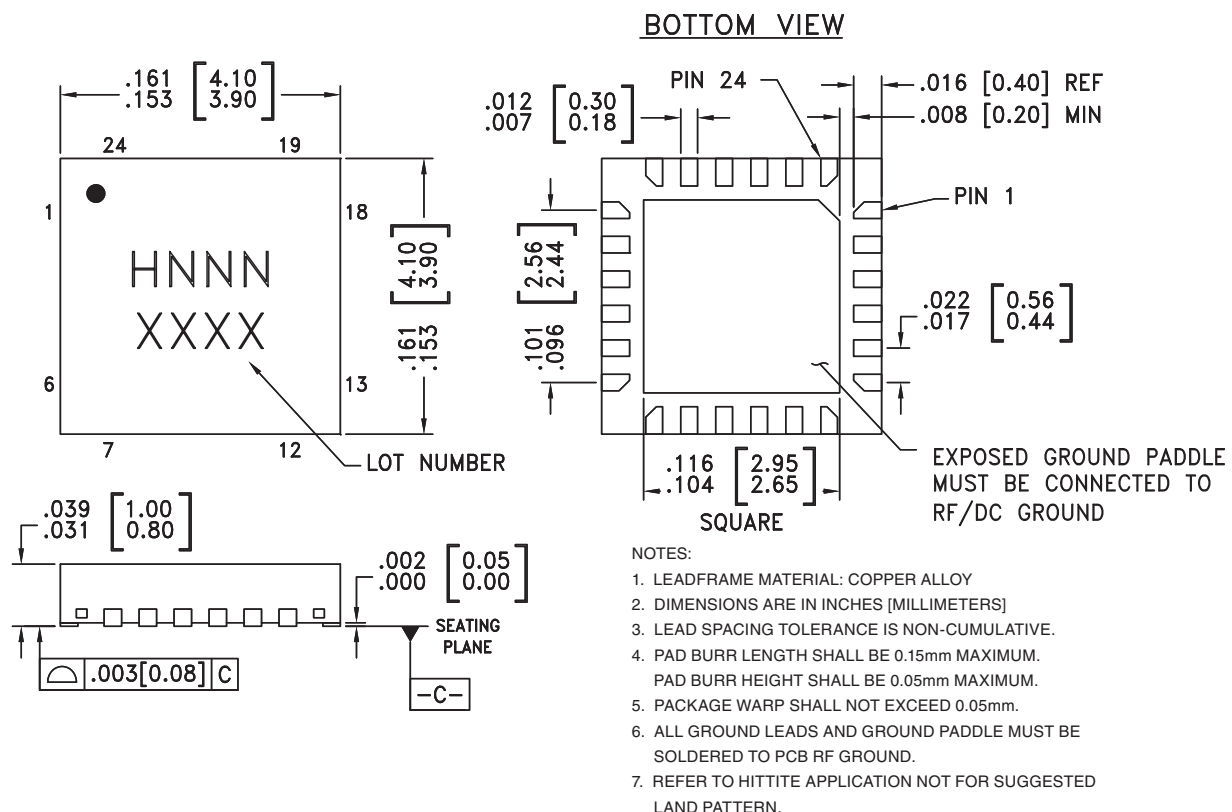 BOTTOM VIEW
.161 [4.10]
.153 [3.90]
24
19
1
18
HNNN
XXXX
6
13
7
12
LOT NUMBER
.161 [4.10]
.153 [3.90]
PIN 24
.012 [0.30]
.007 [0.18]
.016 [0.40] REF
.008 [0.20] MIN
PIN 1
.101 [2.56]
.096 [2.44]
.022 [0.56]
.017 [0.44]
.116 [2.95]
.104 [2.65]
SQUARE
EXPOSED GROUND PADDLE
MUST BE CONNECTED TO
RF/DC GROUND
.039 [1.00]
.031 [0.80]
.002 [0.05]
.000 [0.00]
SEATING
PLANE
.003[0.08] C
-C-
NOTES:
1. LEADFRAME MATERIAL: COPPER ALLOY
2. DIMENSIONS ARE IN INCHES [MILLIMETERS]
3. LEAD SPACING TOLERANCE IS NON-CUMULATIVE.
4. PAD BURR LENGTH SHALL BE 0.15mm MAXIMUM.
PAD BURR HEIGHT SHALL BE 0.05mm MAXIMUM.
5. PACKAGE WARP SHALL NOT EXCEED 0.05mm.
6. ALL GROUND LEADS AND GROUND PADDLE MUST BE
SOLDERED TO PCB RF GROUND.
7. REFER TO HITTITE APPLICATION NOT FOR SUGGESTED
LAND PATTERN.